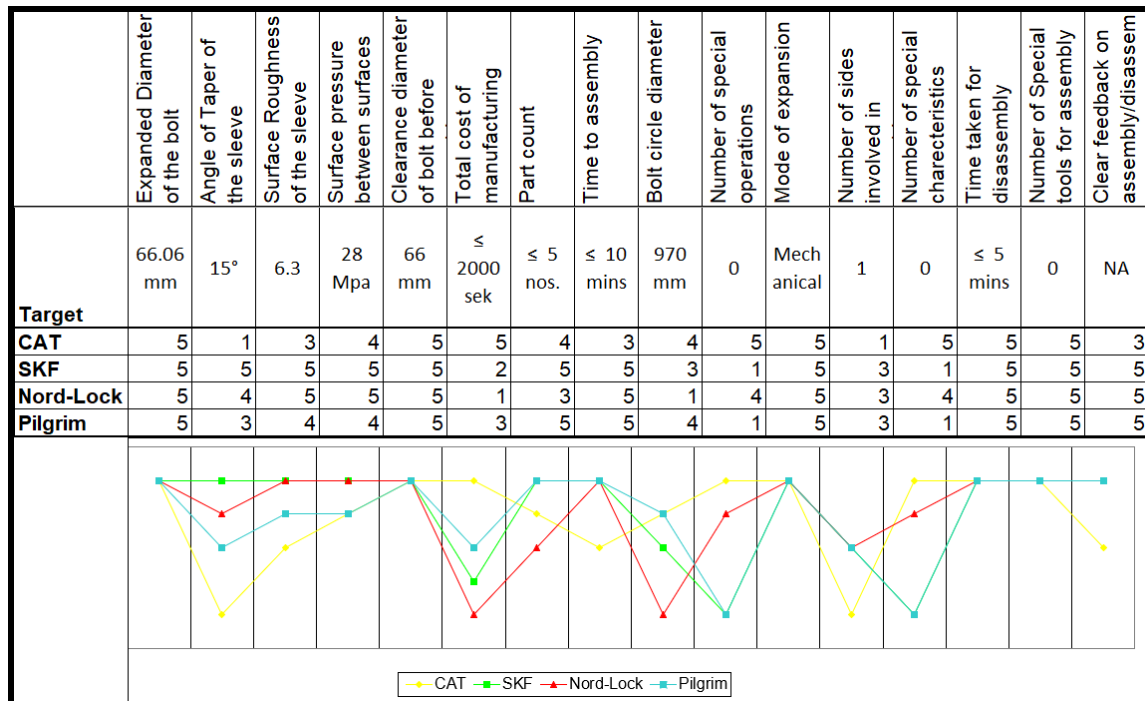 Expanded Diameter
of the bolt
Angle of Taper of
the sleeve
Surface Roughness
of the sleeve
Surface pressure
between surfaces
Clearance diameter
of bolt before
Total cost of
manufacturing
Part count
Time to assembly
Bolt circle diameter
Number of special
operations
Mode of expansion
Number of sides
involved in
Number of special
charecteristics
Time taken for
disassembly
Number of Special
tools for assembly
Clear feedback on
assembly/disassem
Target
66.06 mm 15° 6.3 28 Mpa 66 mm ≤ 2000 sek ≤ 5 nos. ≤ 10 mins 970 mm 0 Mech anical 1 0 ≤ 5 mins 0 NA
CAT 5 1 3 4 5 5 4 3 4 5 5 1 5 5 5 3
SKF 5 5 5 5 5 2 5 5 3 1 5 3 1 5 5 5
Nord-Lock 5 4 5 5 5 1 3 5 1 4 5 3 4 5 5 5
Pilgrim 5 3 4 4 5 3 5 5 4 1 5 3 1 5 5 5
CAT SKF Nord-Lock Pilgrim